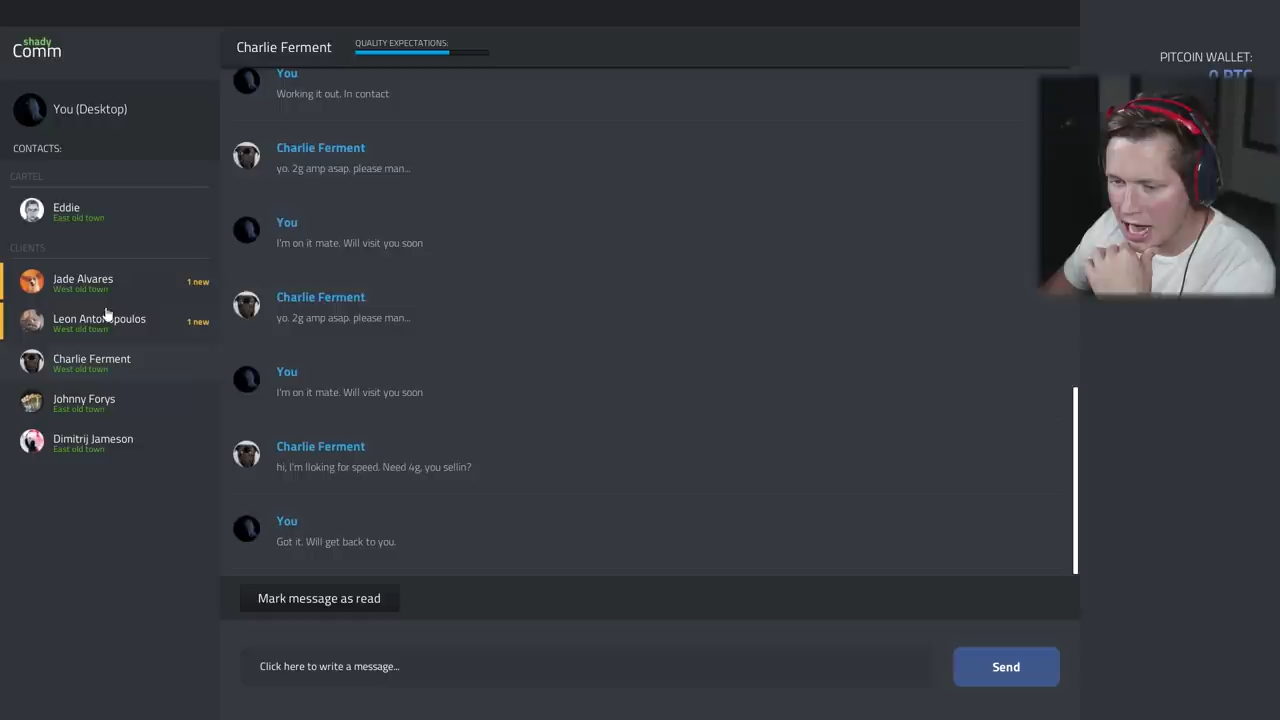 shady
Comm
You (Desktop)
CONTACTS:
CARTEL
Eddie
East old town
CLIENTS
Jade Alvares
West old town
1 new
Leon Antonopoulos
West old town
1 new
Charlie Ferment
West old town
Johnny Forys
East old town
Dimitrij Jameson
East old town
Charlie Ferment
QUALITY EXPECTATIONS:
You
Working it out. In contact
Charlie Ferment
yo. 2g amp asap. please man...
You
I'm on it mate. Will visit you soon
Charlie Ferment
yo. 2g amp asap. please man...
You
I'm on it mate. Will visit you soon
Charlie Ferment
hi, I'm lloking for speed. Need 4g, you sellin?
You
Got it. Will get back to you.
Mark message as read
Click here to write a message...
Send
PITCOIN WALLET:
0 PTC